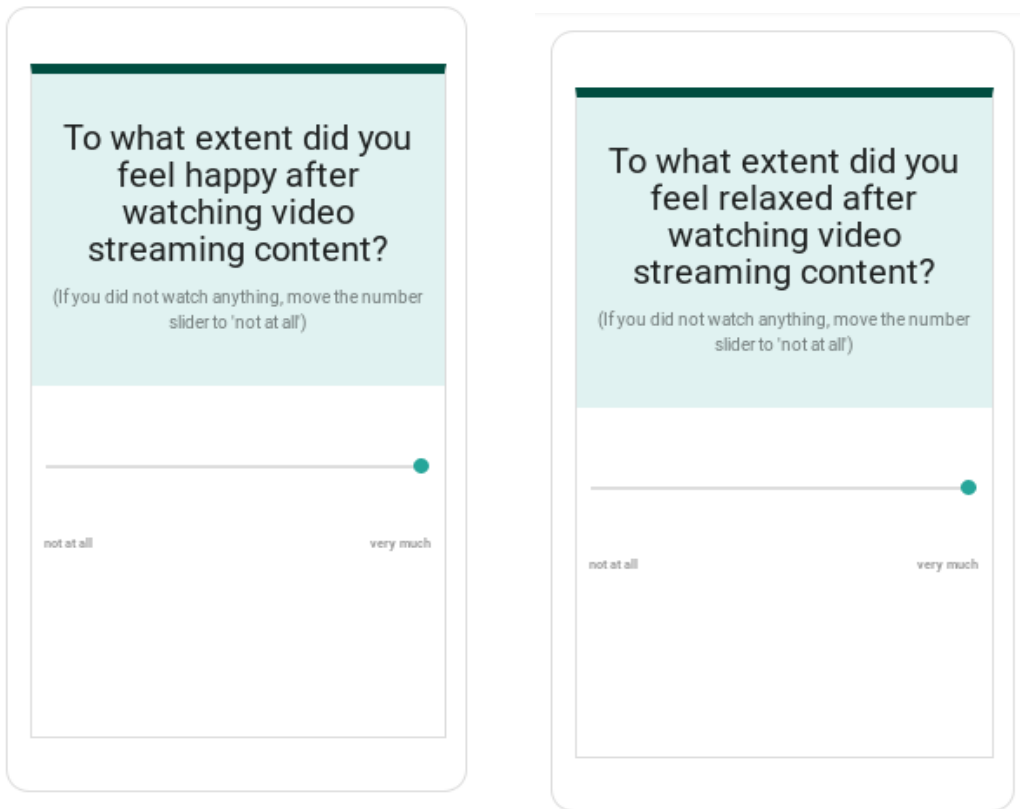 To what extent did you
feel happy after
watching video
streaming content?
(If you did not watch anything, move the number
slider to 'not at all')
not at all
very much
To what extent did you
feel relaxed after
watching video
streaming content?
(If you did not watch anything, move the number
slider to 'not at all')
not at all
very much